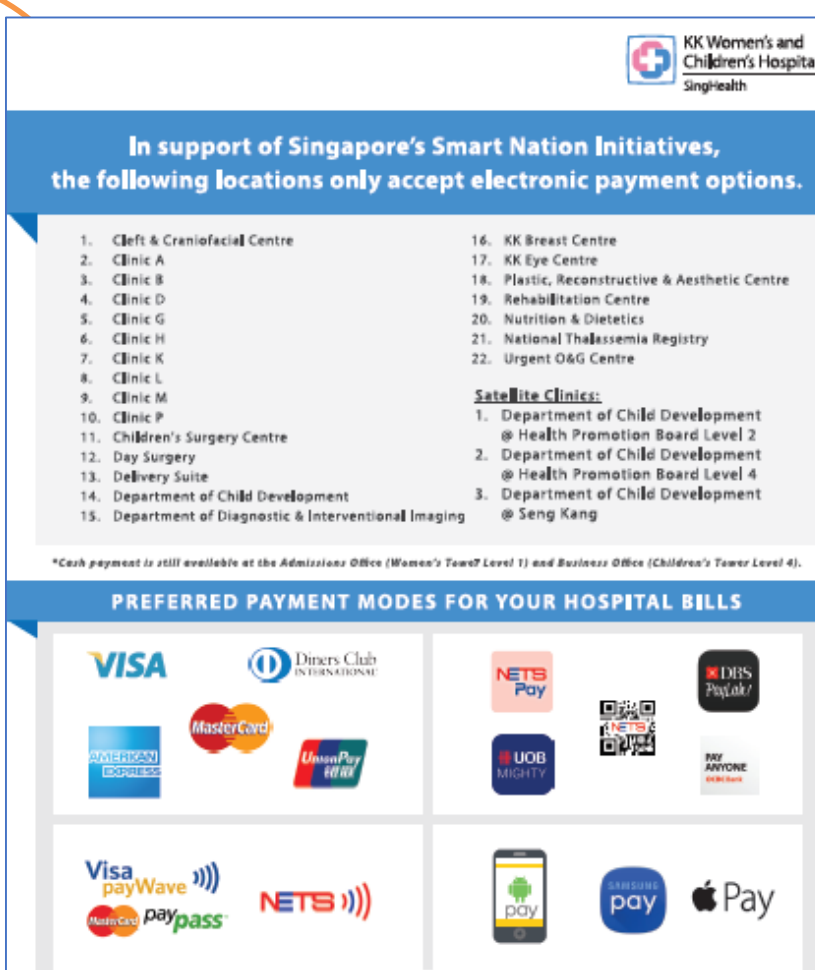 KK Women's and
Children's Hospita
SingHealth
In support of Singapore's Smart Nation Initiatives,
the following locations only accept electronic payment options.
1. Cleft & Craniofacial Centre
2. Clinic A
3. Clinic B
4. Clinic D
5. Clinic G
6. Clinic H
7. Clinic K
8. Clinic L
9. Clinic M
10. Clinic P
11. Children's Surgery Centre
12. Day Surgery
13. Delivery Suite
14. Department of Child Development
15. Department of Diagnostic & Interventional Imaging
16. KK Breast Centre
17. KK Eye Centre
18. Plastic, Reconstructive & Aesthetic Centre
19. Rehabilitation Centre
20. Nutrition & Dietetics
21. National Thalassemia Registry
22. Urgent O&G Centre
Satellite Clinics:
1. Department of Child Development
@ Health Promotion Board Level 2
2. Department of Child Development
@ Health Promotion Board Level 4
3. Department of Child Development
@ Seng Kang
*Cash payment is still available at the Admissions Office (Women's Tower Level 1) and Business Office (Children's Tower Level 4).
PREFERRED PAYMENT MODES FOR YOUR HOSPITAL BILLS
VISA
Diners Club
INTERNATIONAL
MasterCard
AMERICAN
EXPRESS
UnionPay
银联
NETS
Pay
DBS
PayLah!
NETS
UOB
MIGHTY
PAY
ANYONE
OCBC Bank
Visa
payWave
MasterCard paypass
NETS
pay
SAMSUNG
pay
Pay